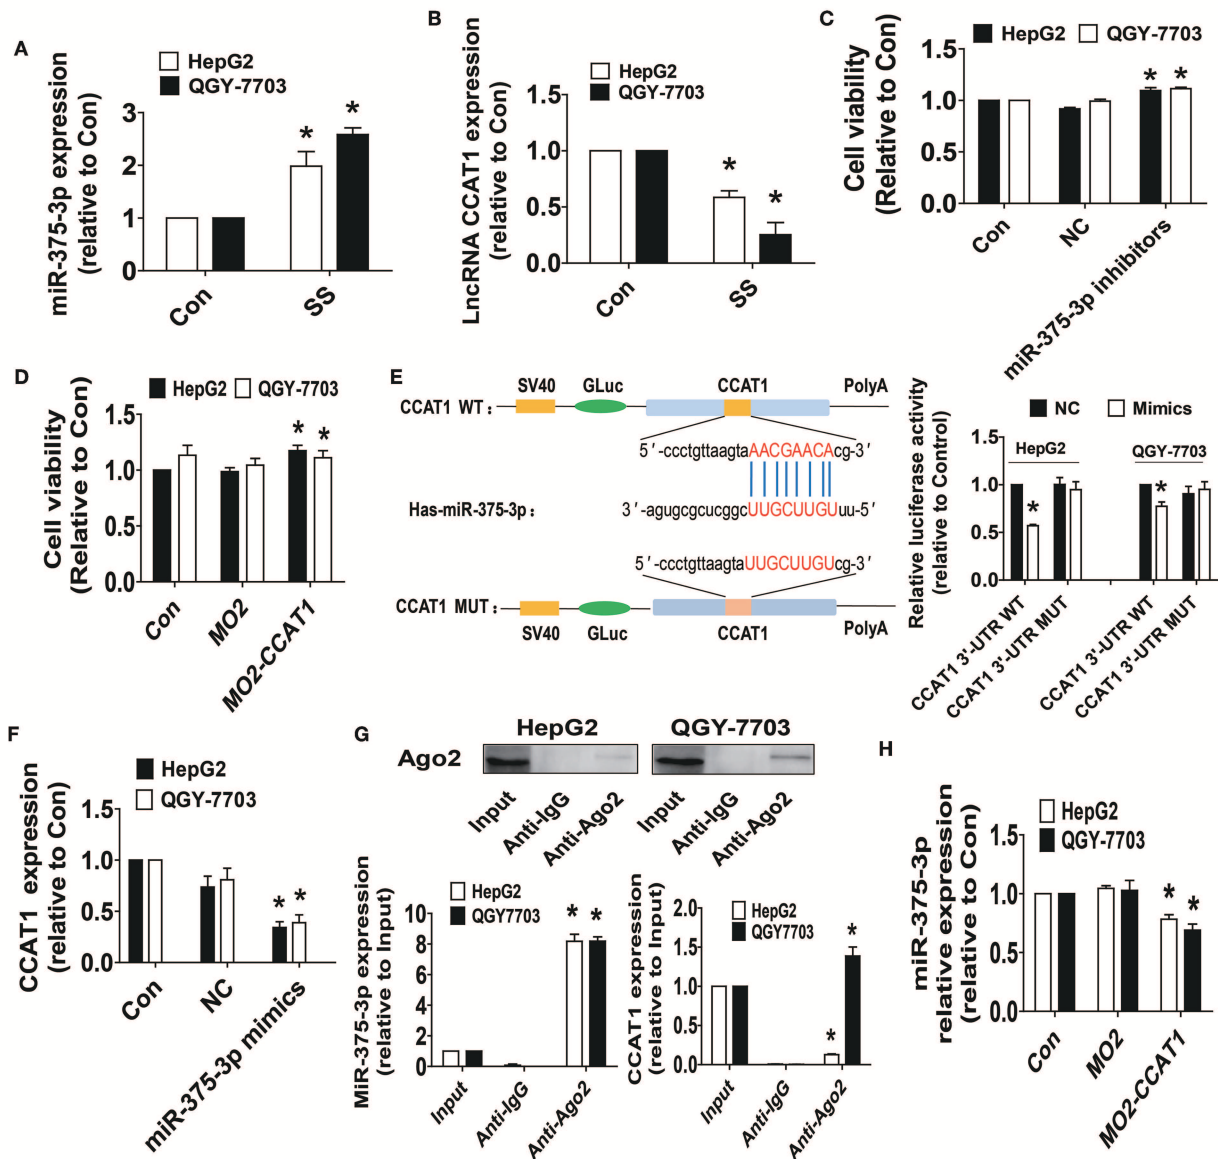 A
miR-375-3p expression
(relative to Con)
HepG2
QGY-7703
3
2
1
0
*
*
Con
SS
B
LncRNA CCAT1 expression
(relative to Con)
HepG2
QGY-7703
1.5
1.0
0.5
0.0
*
*
Con
SS
C
Cell viability
(Relative to Con)
HepG2
QGY-7703
1.5
1.0
0.5
0.0
*
*
Con
NC
miR-375-3p inhibitors
D
Cell viability
(Relative to Con)
HepG2
QGY-7703
1.5
1.0
0.5
0.0
*
*
Con
MO2
MO2-CCAT1
E
SV40
GLuc
CCAT1
PolyA
CCAT1 WT :
5 ′ -ccctgttaagtaAACGAACAcg-3 ′
Has-miR-375-3p :
3 ′ -agugcgcucggcUUGCUUGUuu-5 ′
5 ′ -ccctgttaagtaUUGCUUGUcg-3 ′
CCAT1 MUT :
SV40
GLuc
CCAT1
PolyA
Relative luciferase activity
(relative to Control)
NC
Mimics
HepG2
QGY-7703
1.5
1.0
0.5
0.0
*
*
CCAT1 3'-UTR WT
CCAT1 3'-UTR MUT
CCAT1 3'-UTR WT
CCAT1 3'-UTR MUT
F
CCAT1 expression
(relative to Con)
HepG2
QGY-7703
1.5
1.0
0.5
0.0
*
*
Con
NC
miR-375-3p mimics
G
HepG2
QGY-7703
Ago2
Input
Anti-IgG
Anti-Ago2
Input
Anti-IgG
Anti-Ago2
MiR-375-3p expression
(relative to Input)
HepG2
QGY7703
10
8
6
4
2
0
*
*
Input
Anti-IgG
Anti-Ago2
CCAT1 expression
(relative to Input)
HepG2
QGY7703
2.0
1.5
1.0
0.5
0.0
*
*
Input
Anti-IgG
Anti-Ago2
H
miR-375-3p
relative expression
(relative to Con)
HepG2
QGY-7703
1.5
1.0
0.5
0.0
*
*
Con
MO2
MO2-CCAT1